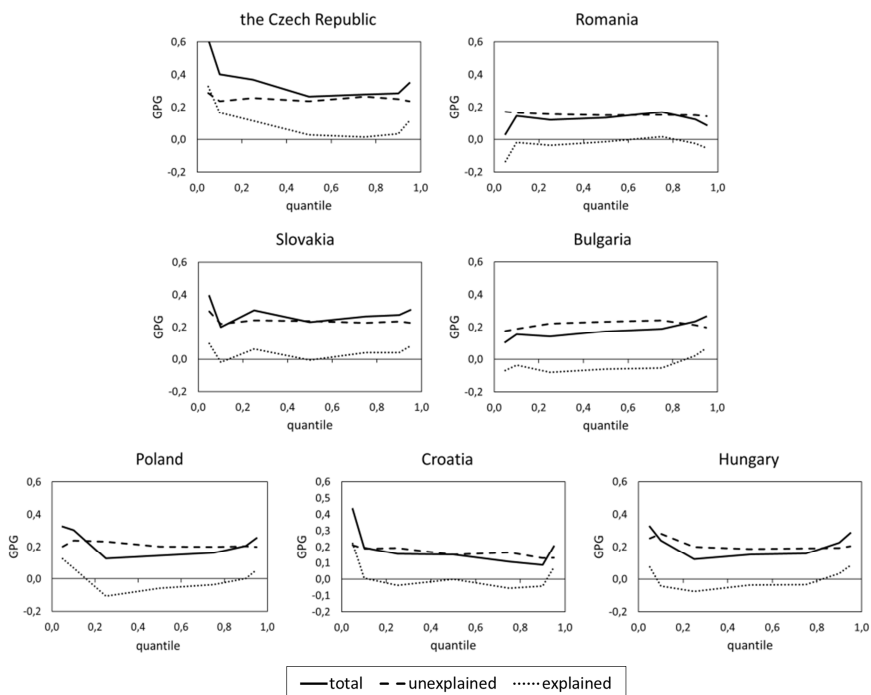 the Czech Republic
0,6
0,4
0,2
0,0
-0,2
GPG
0,0 0,2 0,4 0,6 0,8 1,0
quantile
Romania
0,6
0,4
0,2
0,0
-0,2
GPG
0,0 0,2 0,4 0,6 0,8 1,0
quantile
Slovakia
0,6
0,4
0,2
0,0
-0,2
GPG
0,0 0,2 0,4 0,6 0,8 1,0
quantile
Bulgaria
0,6
0,4
0,2
0,0
-0,2
GPG
0,0 0,2 0,4 0,6 0,8 1,0
quantile
Poland
0,6
0,4
0,2
0,0
-0,2
GPG
0,0 0,2 0,4 0,6 0,8 1,0
quantile
Croatia
0,6
0,5
0,4
0,3
0,2
0,1
0,0
-0,1
-0,2
GPG
0,0 0,2 0,4 0,6 0,8 1,0
quantile
Hungary
0,6
0,4
0,2
0,0
-0,2
GPG
0,0 0,2 0,4 0,6 0,8 1,0
quantile
total unexplained explained